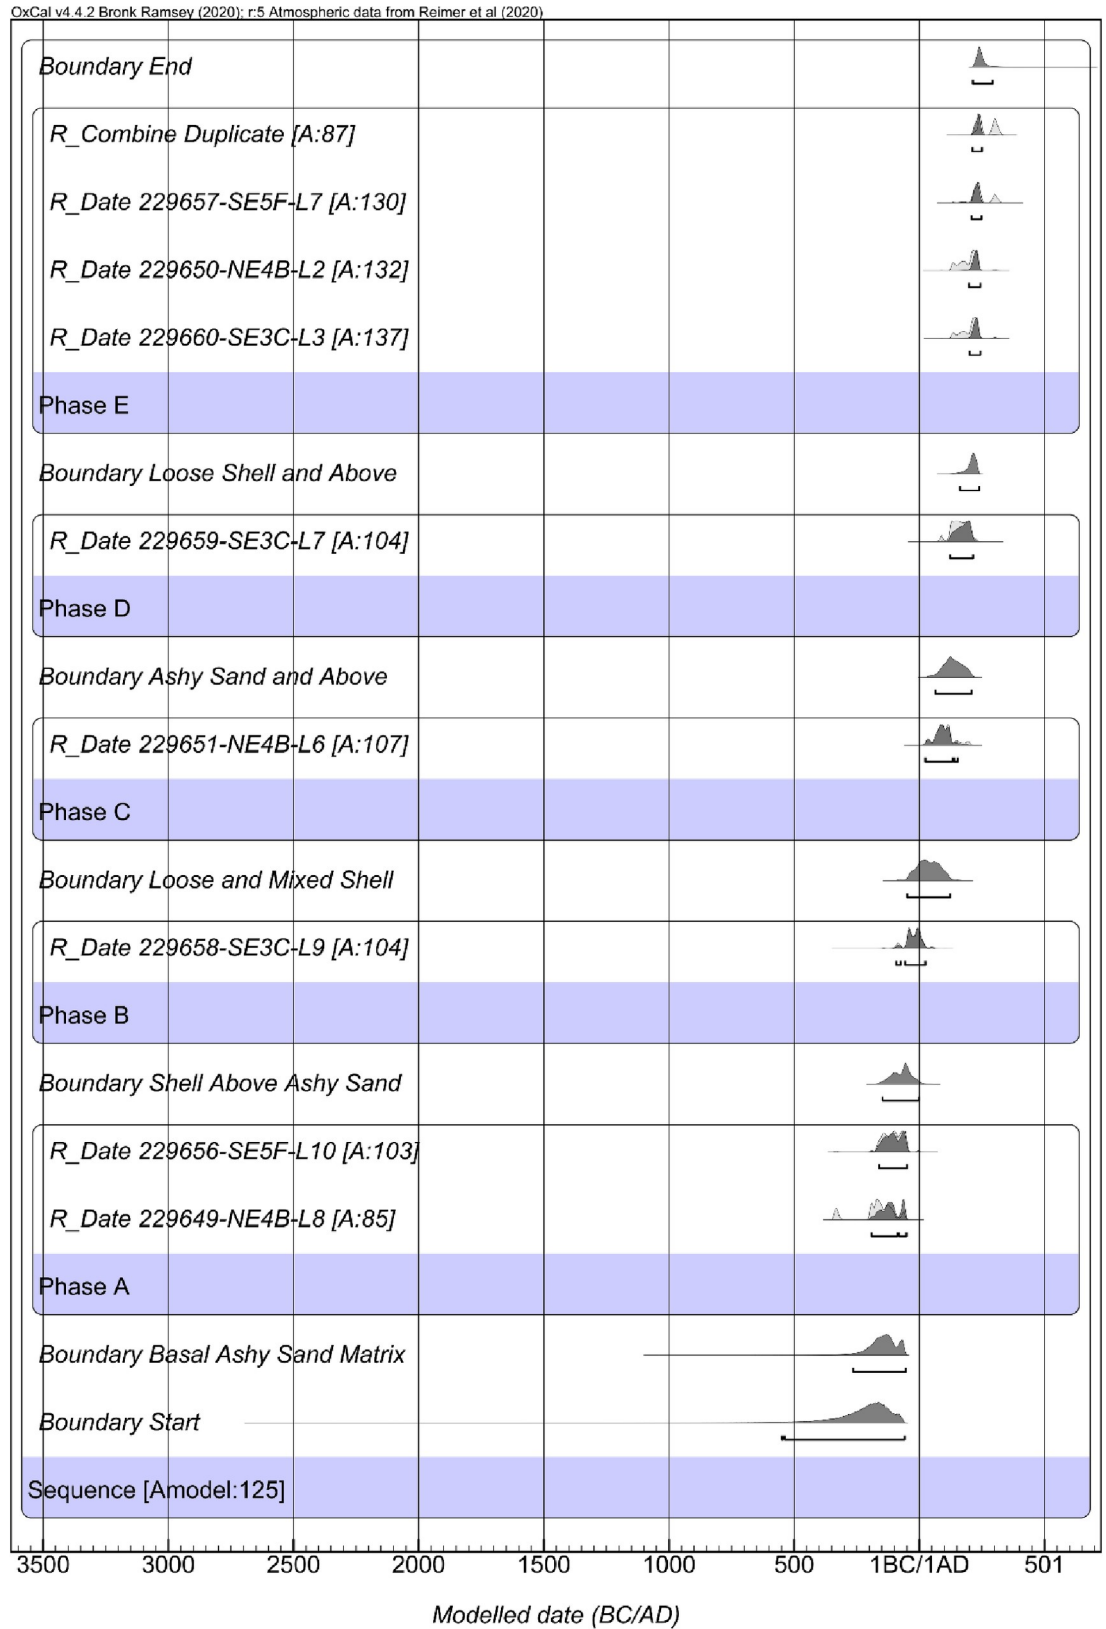 OxCal v4.4.2 Bronk Ramsey (2020); r:5 Atmospheric data from Reimer et al (2020)
Boundary End
R_Combine Duplicate [A:87]
R_Date 229657-SE5F-L7 [A:130]
R_Date 229650-NE4B-L2 [A:132]
R_Date 229660-SE3C-L3 [A:137]
Phase E
Boundary Loose Shell and Above
R_Date 229659-SE3C-L7 [A:104]
Phase D
Boundary Ashy Sand and Above
R_Date 229651-NE4B-L6 [A:107]
Phase C
Boundary Loose and Mixed Shell
R_Date 229658-SE3C-L9 [A:104]
Phase B
Boundary Shell Above Ashy Sand
R_Date 229656-SE5F-L10 [A:103]
R_Date 229649-NE4B-L8 [A:85]
Phase A
Boundary Basal Ashy Sand Matrix
Boundary Start
Sequence [Amodel:125]
3500 3000 2500 2000 1500 1000 500 1BC/1AD 501
Modelled date (BC/AD)